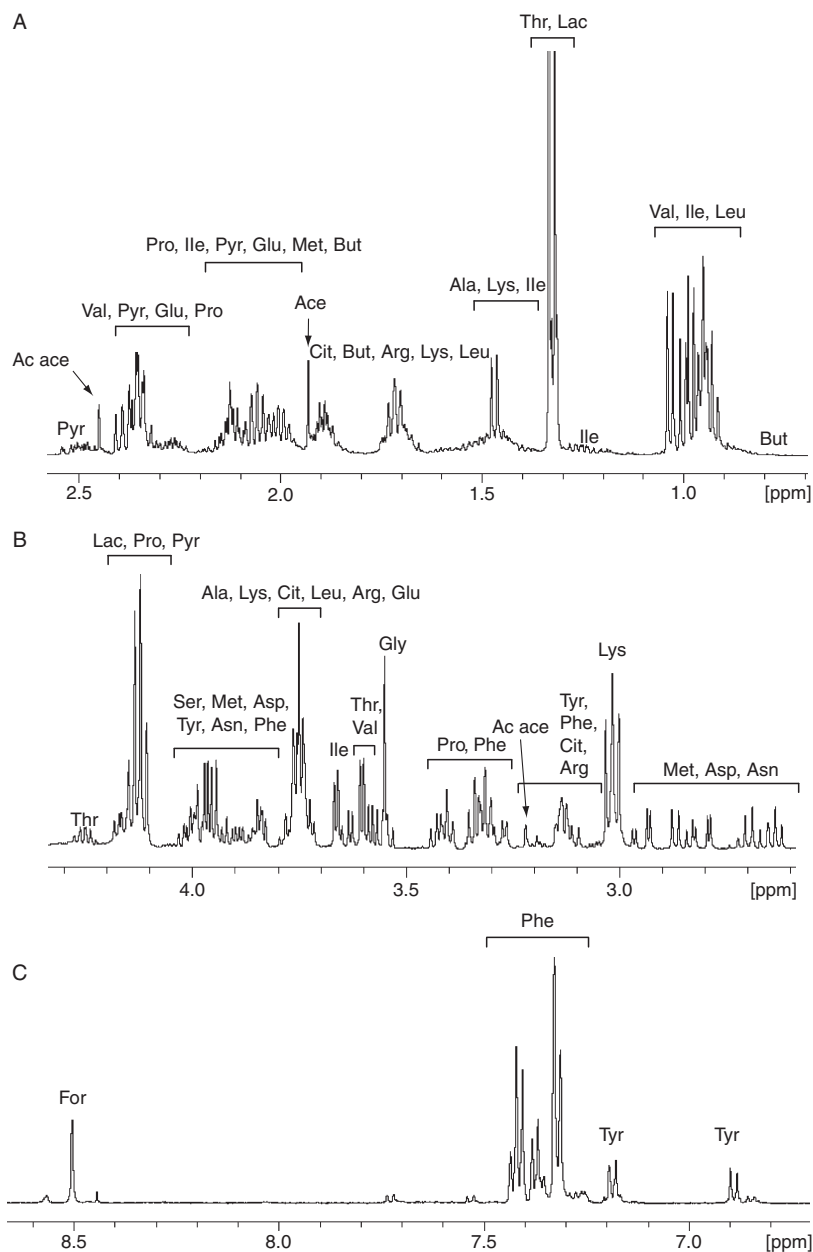 A
Thr, Lac
Val, Ile, Leu
Pro, Ile, Pyr, Glu, Met, But
Ala, Lys, Ile
Val, Pyr, Glu, Pro
Ace
Cit, But, Arg, Lys, Leu
Ac ace
Pyr
Ile
But
2.5 2.0 1.5 1.0 [ppm]
B
Lac, Pro, Pyr
Ala, Lys, Cit, Leu, Arg, Glu
Gly
Lys
Ser, Met, Asp,
Tyr, Asn, Phe
Thr,
Val
Ile
Ac ace
Tyr,
Phe,
Cit,
Arg
Pro, Phe
Met, Asp, Asn
Thr
4.0 3.5 3.0 [ppm]
C
Phe
For
Tyr
Tyr
8.5 8.0 7.5 7.0 [ppm]